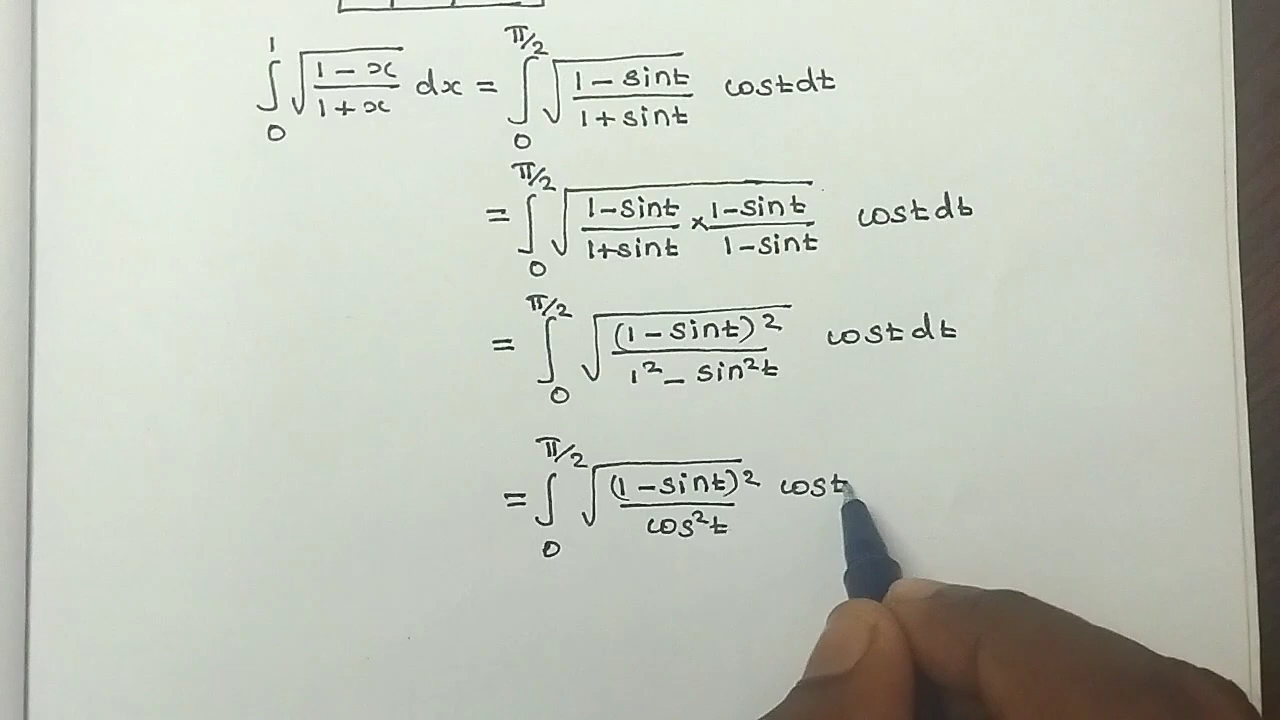 ∫₀¹ √((1-x)/(1+x)) dx = ∫₀^(π/2) √((1-sint)/(1+sint)) cost dt
= ∫₀^(π/2) √((1-sint)/(1+sint) × (1-sint)/(1-sint)) cost dt
= ∫₀^(π/2) √((1-sint)²/(1²-sin²t)) cost dt
= ∫₀^(π/2) √((1-sint)²/cos²t) cost